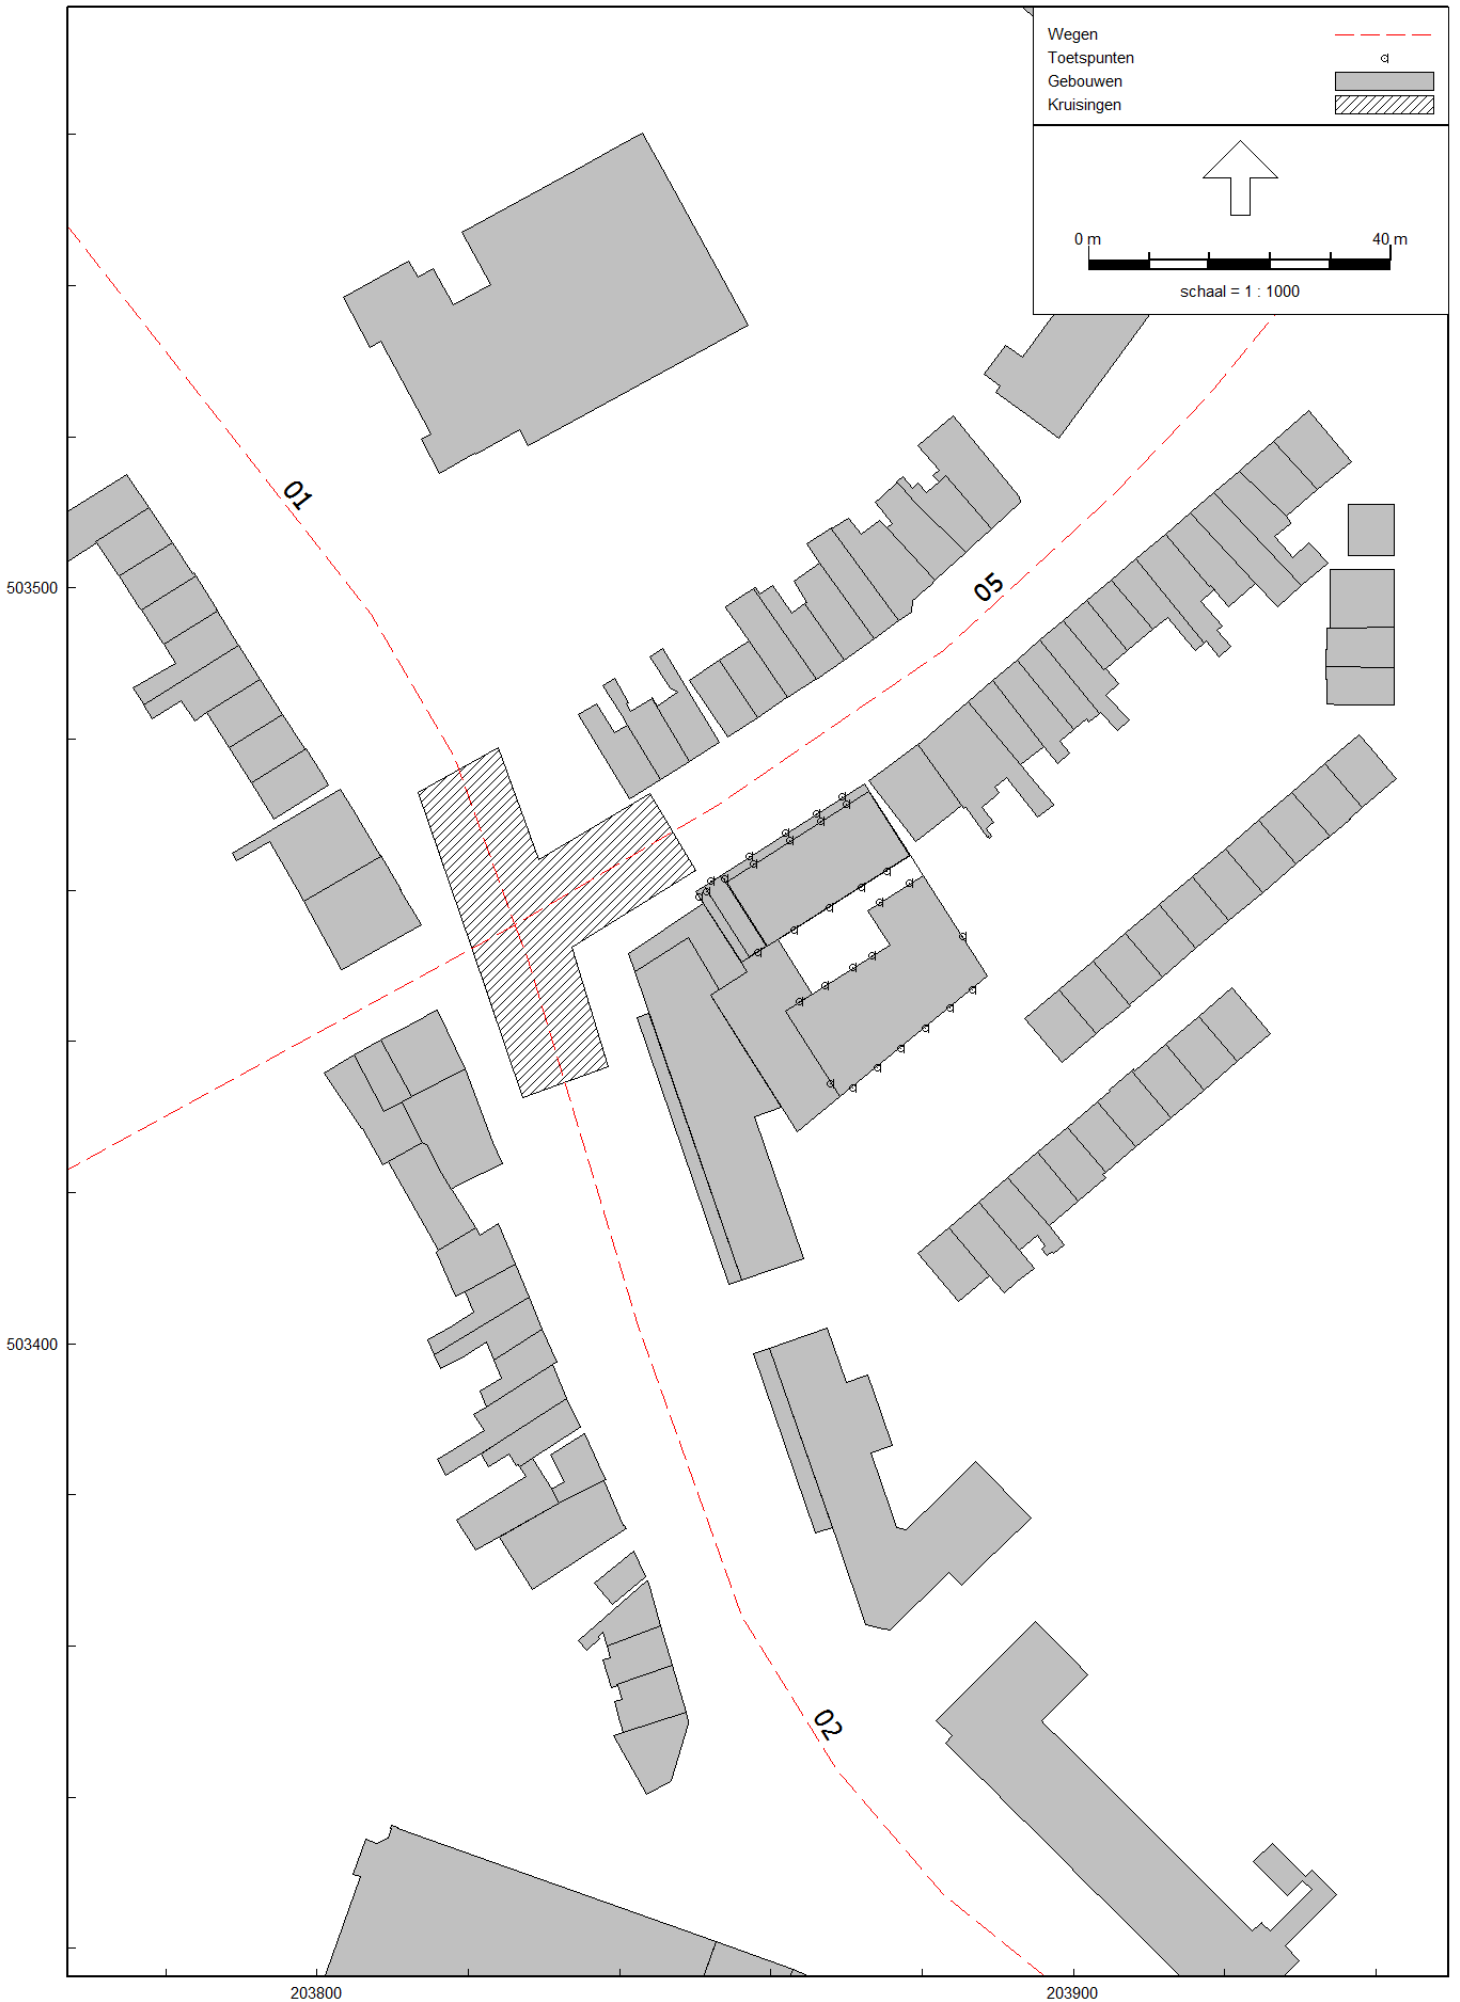 Wegen
Toetspunten
Gebouwen
Kruisingen
0 m 40 m
schaal = 1 : 1000
01
05
503500
503400
02
203800 203900